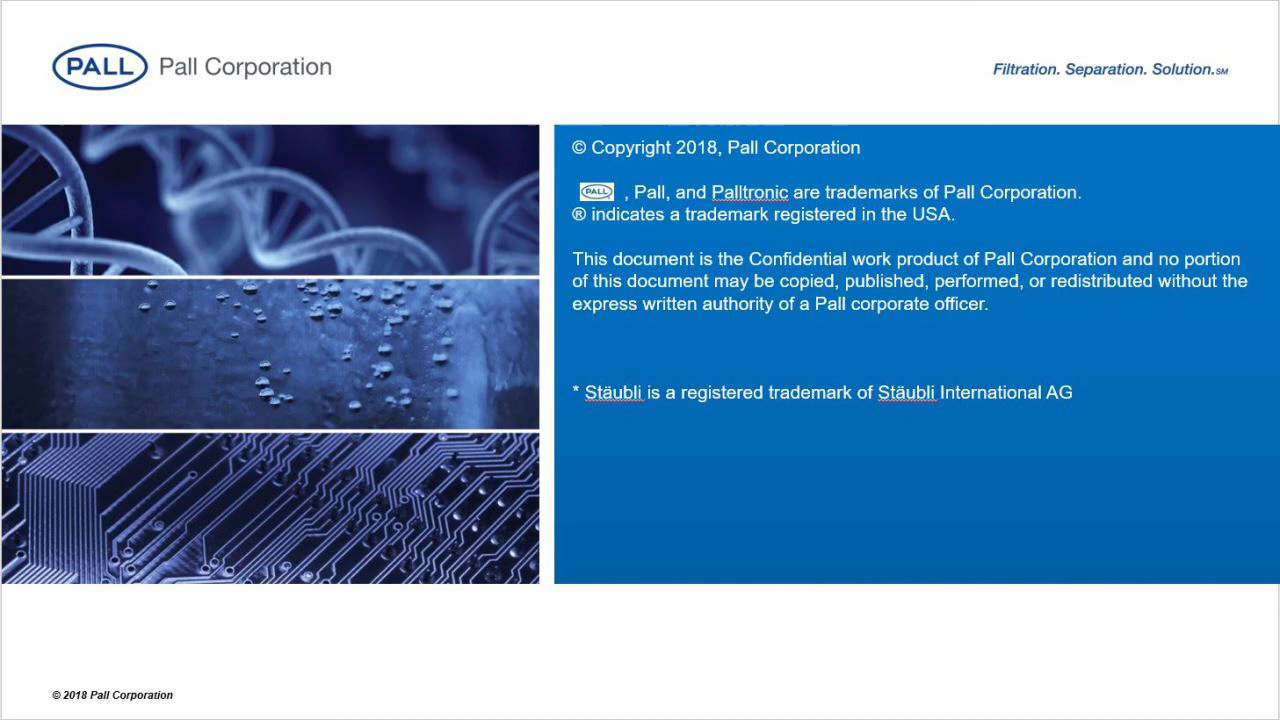 PALL Pall Corporation
Filtration. Separation. Solution.SM
© Copyright 2018, Pall Corporation
PALL , Pall, and Palltronic are trademarks of Pall Corporation.
® indicates a trademark registered in the USA.
This document is the Confidential work product of Pall Corporation and no portion
of this document may be copied, published, performed, or redistributed without the
express written authority of a Pall corporate officer.
* Stäubli is a registered trademark of Stäubli International AG
© 2018 Pall Corporation